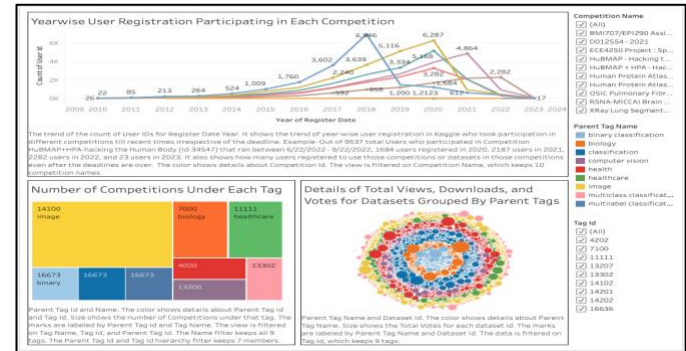 Yearwise User Registration Participating in Each Competition
Count of User Id
6K
4K
2K
0K
26
22
85
213
264
524
1,009
1,760
3,602
2,240
3,639
5,116
6,287
3,334
3,282
4,864
2,282
1,200
1,684
612
17
2009 2010 2011 2012 2013 2014 2015 2016 2017 2018 2019 2020 2021 2022 2023 2024
Year of Register Date
The trend of the count of User IDs for Register Date Year. It shows the trend of year-wise user registration in Kaggle who took participation in
different competitions till recent times irrespective of the deadline. Example- Out of 9637 total Users who participated in Competition
HuBMAP+HPA-hacking the Human Body (Id-34547) that ran between 6/22/2022 - 9/22/2022, 1684 users registered in 2020, 2187 users in 2021,
2282 users in 2022, and 23 users in 2023. It also shows how many users registered to use those competitions or datasets in those competitions
even after the deadlines are over. The color shows details about Competition Id. The view is filtered on Competition Name, which keeps 10
competition names.
Competition Name
(All)
BMI707/EPI290 Assi...
DO12554 - 2021
ECE4250 Project - Sp...
HuBMAP - Hacking t...
HuBMAP + HPA - Hac...
Human Protein Atlas...
Human Protein Atlas...
OSIC Pulmonary Fibr...
RSNA-MICCAI Brain ...
XRay Lung Segment...
Parent Tag Name
binary classification
biology
classification
computer vision
health
healthcare
image
multiclass classificat...
multilabel classificat...
Tag Id
(All)
4202
7100
11111
13207
13302
14102
14201
14202
16636
Number of Competitions Under Each Tag
14100
image
7000
biology
11111
healthcare
4000
13302
13200
16673
binary
16673
16673
Parent Tag Id and Name. The color shows details about Parent Tag Id
and Tag Id. Size shows the number of Competitions under that tag. The
marks are labeled by Parent Tag Id and Tag Name. The view is filtered
on Tag Name, Tag Id, and Parent Tag Id. The Name filter keeps all 9
tags. The Parent Tag Id and Tag Id hierarchy filter keeps 7 members.
Details of Total Views, Downloads, and
Votes for Datasets Grouped By Parent Tags
Parent Tag Name and Dataset Id. The color shows details about Parent
Tag Name. Size shows the Total Votes for each dataset Id. The marks
are labeled by Parent Tag Name and Dataset Id. The data is filtered on
Tag Id, which keeps 9 tags.